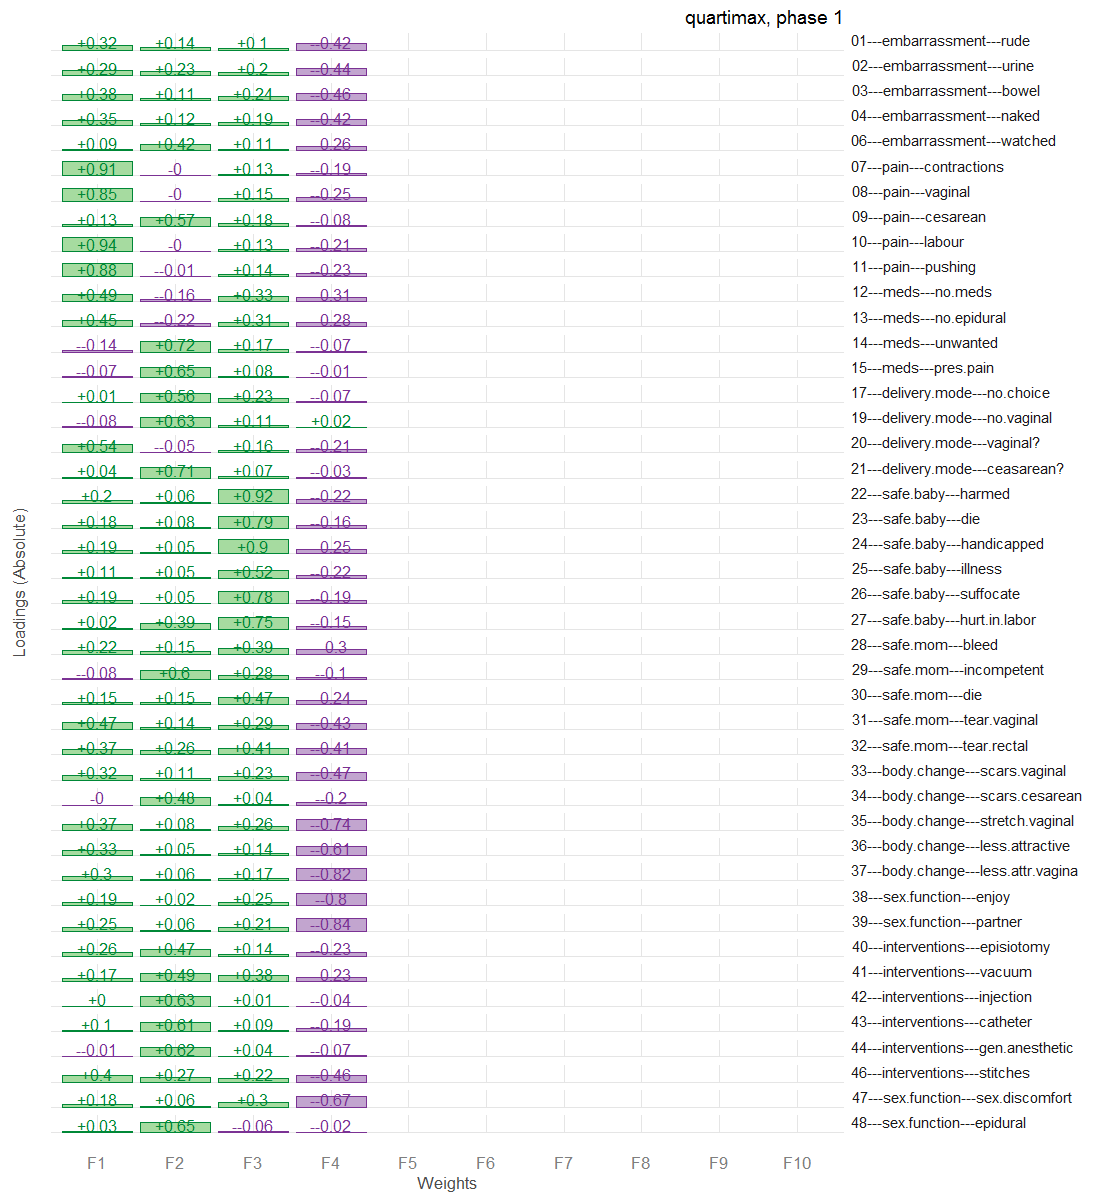 quartimax, phase 1
+0.32 +0.14 +0.1 --0.42 01---embarrassment---rude
+0.29 +0.23 +0.2 --0.44 02---embarrassment---urine
+0.38 +0.11 +0.24 --0.46 03---embarrassment---bowel
+0.35 +0.12 +0.19 --0.42 04---embarrassment---naked
+0.09 +0.42 +0.11 --0.26 06---embarrassment---watched
+0.91 -0 +0.13 --0.19 07---pain---contractions
+0.85 -0 +0.15 --0.25 08---pain---vaginal
+0.13 +0.57 +0.18 --0.08 09---pain---cesarean
+0.94 -0 +0.13 --0.21 10---pain---labour
+0.88 --0.01 +0.14 --0.23 11---pain---pushing
+0.49 --0.16 +0.33 --0.31 12---meds---no.meds
+0.45 --0.22 +0.31 --0.28 13---meds---no.epidural
--0.14 +0.72 +0.17 --0.07 14---meds---unwanted
--0.07 +0.65 +0.08 --0.01 15---meds---pres.pain
+0.01 +0.56 +0.23 --0.07 17---delivery.mode---no.choice
--0.08 +0.63 +0.11 +0.02 19---delivery.mode---no.vaginal
+0.54 --0.05 +0.16 --0.21 20---delivery.mode---vaginal?
+0.04 +0.71 +0.07 --0.03 21---delivery.mode---ceasarean?
+0.2 +0.06 +0.92 --0.22 22---safe.baby---harmed
+0.18 +0.08 +0.79 --0.16 23---safe.baby---die
+0.19 +0.05 +0.9 --0.25 24---safe.baby---handicapped
+0.11 +0.05 +0.52 --0.22 25---safe.baby---illness
+0.19 +0.05 +0.78 --0.19 26---safe.baby---suffocate
+0.02 +0.39 +0.75 --0.15 27---safe.baby---hurt.in.labor
+0.22 +0.15 +0.39 --0.3 28---safe.mom---bleed
--0.08 +0.6 +0.28 --0.1 29---safe.mom---incompetent
+0.15 +0.15 +0.47 --0.24 30---safe.mom---die
+0.47 +0.14 +0.29 --0.43 31---safe.mom---tear.vaginal
+0.37 +0.26 +0.41 --0.41 32---safe.mom---tear.rectal
+0.32 +0.11 +0.23 --0.47 33---body.change---scars.vaginal
-0 +0.48 +0.04 --0.2 34---body.change---scars.cesarean
+0.37 +0.08 +0.26 --0.74 35---body.change---stretch.vaginal
+0.33 +0.05 +0.14 --0.61 36---body.change---less.attractive
+0.3 +0.06 +0.17 --0.82 37---body.change---less.attr.vagina
+0.19 +0.02 +0.25 --0.8 38---sex.function---enjoy
+0.25 +0.06 +0.21 --0.84 39---sex.function---partner
+0.26 +0.47 +0.14 --0.23 40---interventions---episiotomy
+0.17 +0.49 +0.38 --0.23 41---interventions---vacuum
+0 +0.63 +0.01 --0.04 42---interventions---injection
+0.1 +0.61 +0.09 --0.19 43---interventions---catheter
--0.01 +0.62 +0.04 --0.07 44---interventions---gen.anesthetic
+0.4 +0.27 +0.22 --0.46 46---interventions---stitches
+0.18 +0.06 +0.3 --0.67 47---sex.function---sex.discomfort
+0.03 +0.65 --0.06 --0.02 48---sex.function---epidural
Loadings (Absolute)
F1 F2 F3 F4 F5 F6 F7 F8 F9 F10
Weights